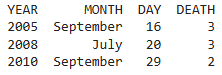 YEAR MONTH DAY DEATH
2005 September 16 3
2008 July 20 3
2010 September 29 2